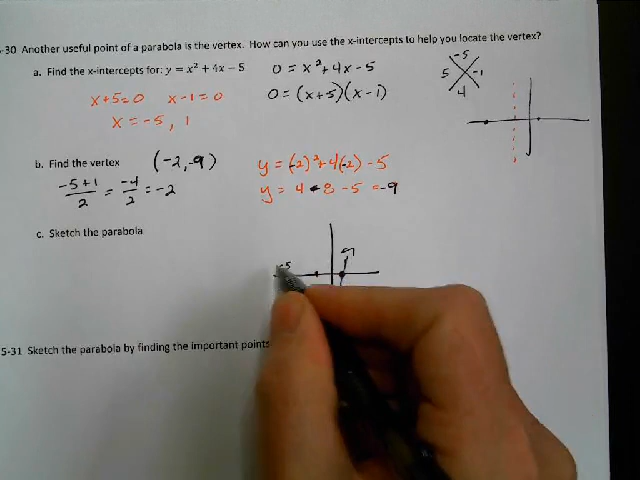 -30 Another useful point of a parabola is the vertex. How can you use the x-intercepts to help you locate the vertex?
a. Find the x-intercepts for: y = x² + 4x − 5
0 = x² + 4x - 5
x+5=0 x-1=0
0 = (x+5)(x-1)
x = -5, 1
-5
5 -1
4
b. Find the vertex (-2,-9)
y = (-2)² + 4(-2) - 5
-5+1/2 = -4/2 = -2
y = 4 - 8 - 5 = -9
c. Sketch the parabola
-5
5-31 Sketch the parabola by finding the important points